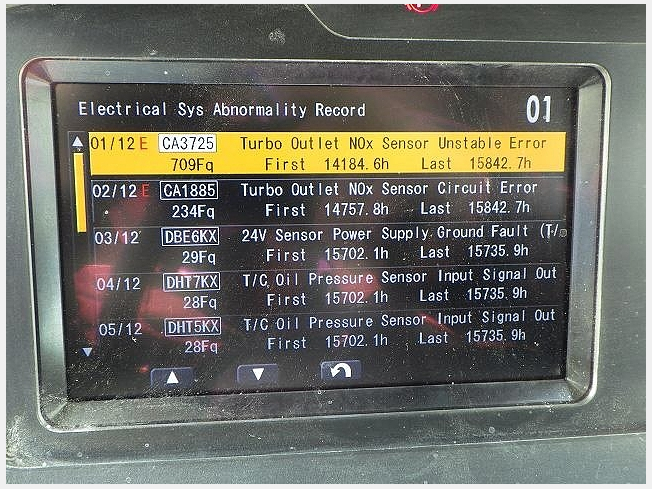 Electrical Sys Abnormality Record 01
01/12 E CA3725 Turbo Outlet NOx Sensor Unstable Error
709Fq First 14184.6h Last 15842.7h
02/12 E CA1885 Turbo Outlet NOx Sensor Circuit Error
234Fq First 14757.8h Last 15842.7h
03/12 DBE6KX 24V Sensor Power Supply Ground Fault (T/
29Fq First 15702.1h Last 15735.9h
04/12 DHT7KX T/C Oil Pressure Sensor Input Signal Out
28Fq First 15702.1h Last 15735.9h
05/12 DHT5KX T/C Oil Pressure Sensor Input Signal Out
28Fq First 15702.1h Last 15735.9h